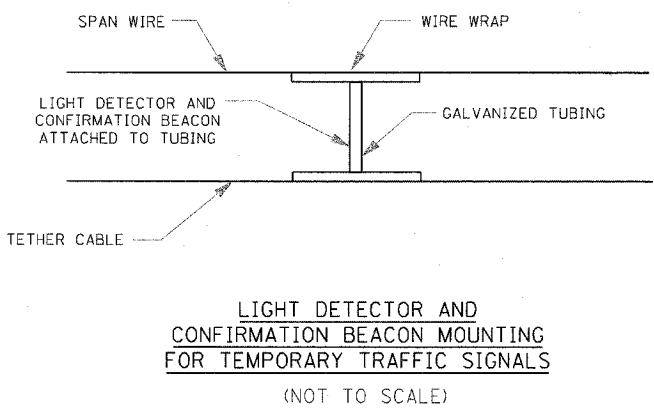 SPAN WIRE
WIRE WRAP
LIGHT DETECTOR AND
CONFIRMATION BEACON
ATTACHED TO TUBING
GALVANIZED TUBING
TETHER CABLE
LIGHT DETECTOR AND
CONFIRMATION BEACON MOUNTING
FOR TEMPORARY TRAFFIC SIGNALS
(NOT TO SCALE)